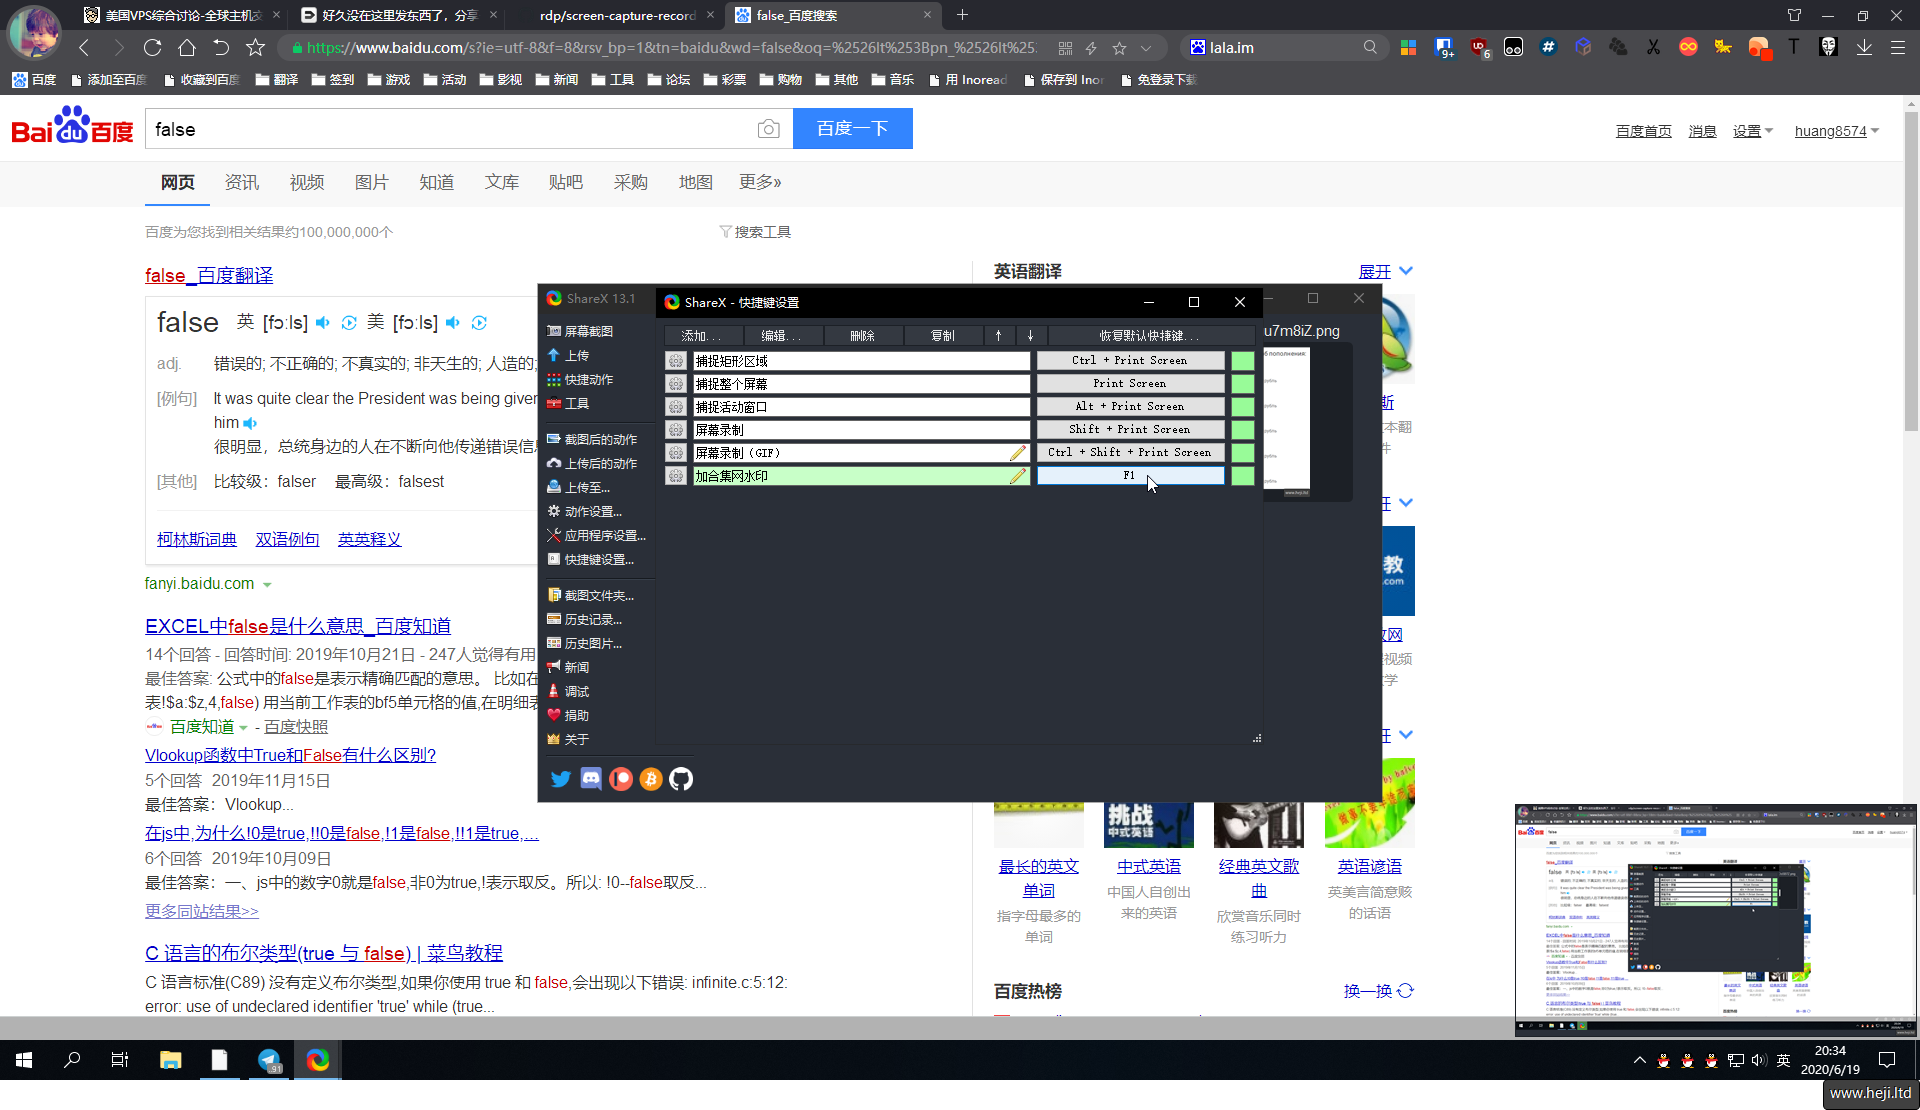 美国VPS综合讨论-全球主机交
好久没在这里发东西了，分享
rdp/screen-capture-record
false_百度搜索
https://www.baidu.com/s?ie=utf-8&f=8&rsv_bp=1&tn=baidu&wd=false&oq=%2526lt%253Bpn_%2526lt%25
lala.im
百度 添加至百度 收藏到百度 翻译 签到 游戏 活动 影视 新闻 工具 论坛 彩票 购物 其他 音乐 用 Inoread 保存到 Ino 免登录下载
Baidu百度
false
百度一下
百度首页 消息 设置 huang8574
网页 资讯 视频 图片 知道 文库 贴吧 采购 地图 更多»
百度为您找到相关结果约100,000,000个
搜索工具
false_百度翻译
false 英 [fɔːls] 美 [fɔːls]
adj. 错误的; 不正确的; 不真实的; 非天生的; 人造的;
[例句] It was quite clear the President was being given
him
很明显，总统身边的人在不断向他传递错误信息
[其他] 比较级：falser 最高级：falsest
柯林斯词典 双语例句 英英释义
fanyi.baidu.com
EXCEL中false是什么意思_百度知道
14个回答 - 回答时间: 2019年10月21日 - 247人觉得有用
最佳答案: 公式中的false是表示精确匹配的意思。 比如在
表!$a:$z,4,false) 用当前工作表的bf5单元格的值,在明细表
百度知道 - 百度快照
Vlookup函数中True和False有什么区别?
5个回答 2019年11月15日
最佳答案：Vlookup...
在js中,为什么!0是true,!!0是false,!1是false,!!1是true,...
6个回答 2019年10月09日
最佳答案：一、js中的数字0就是false,非0为true,!表示取反。所以: !0--false取反...
更多同站结果>>
C 语言的布尔类型(true 与 false) | 菜鸟教程
C 语言标准(C89) 没有定义布尔类型,如果你使用 true 和 false,会出现以下错误: infinite.c:5:12:
error: use of undeclared identifier 'true' while (true...
ShareX 13.1
屏幕截图
上传
快捷动作
工具
截图后的动作
上传后的动作
上传至...
动作设置...
应用程序设置...
快捷键设置...
截图文件夹...
历史记录...
历史图片...
新闻
调试
捐助
关于
ShareX - 快捷键设置
添加... 编辑... 删除 复制 ↑ ↓ 恢复默认快捷键...
捕捉矩形区域 Ctrl + Print Screen
捕捉整个屏幕 Print Screen
捕捉活动窗口 Alt + Print Screen
屏幕录制 Shift + Print Screen
屏幕录制（GIF） Ctrl + Shift + Print Screen
加合集网水印 F1
u7m8iZ.png
об пополнения:
英语翻译
展开
斯
本翻
件
开
教
o.com
网
视频
学
开
挑战
中式英语
最长的英文
单词
指字母最多的
单词
中式英语
中国人自创出
来的英语
经典英文歌
曲
欣赏音乐同时
练习听力
英语谚语
英美言简意赅
的话语
百度热榜
换一换
英
20:34
2020/6/19
www.heji.ltd